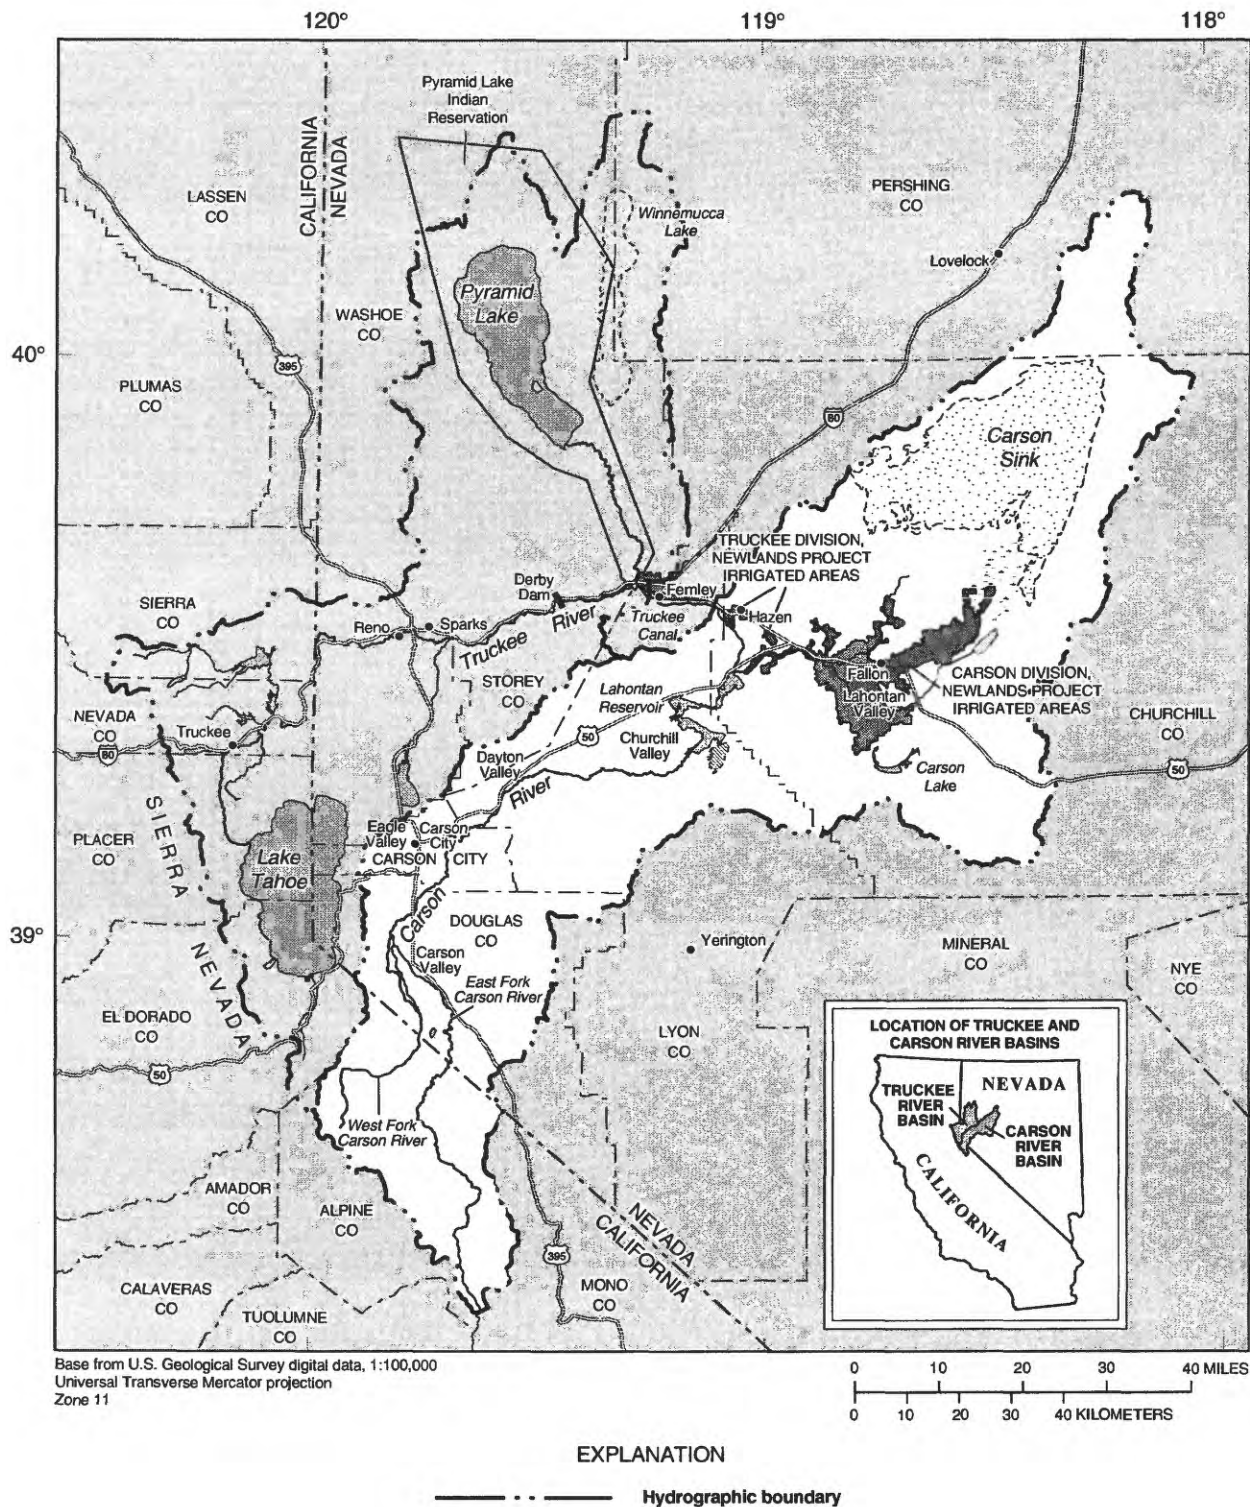 120°
119°
118°
Pyramid Lake
Indian
Reservation
CALIFORNIA
NEVADA
LASSEN
CO
PERSHING
CO
Winnemucca
Lake
Lovelock
Pyramid
Lake
WASHOE
CO
40°
395
PLUMAS
CO
80
Carson
Sink
TRUCKEE DIVISION,
NEWLANDS PROJECT
IRRIGATED AREAS
Derby
Dam
Fernley
SIERRA
CO
Reno
Sparks
Truckee
River
Truckee
Canal
Hazen
STOREY
CO
Fallon
Lahontan
Valley
CARSON DIVISION,
NEWLANDS PROJECT
IRRIGATED AREAS
Lahontan
Reservoir
NEVADA
CO
Truckee
80
50
Churchill
Valley
CHURCHILL
CO
Dayton
Valley
River
Carson
Lake
50
SIERRA
NEVADA
PLACER
CO
Eagle
Valley
Carson
City
CARSON CITY
Lake
Tahoe
Carson
DOUGLAS
CO
39°
Carson
Valley
Yerington
MINERAL
CO
NYE
CO
East Fork
Carson River
EL DORADO
CO
50
LYON
CO
West Fork
Carson River
AMADOR
CO
ALPINE
CO
NEVADA
CALIFORNIA
395
CALAVERAS
CO
TUOLUMNE
CO
MONO
CO
LOCATION OF TRUCKEE AND
CARSON RIVER BASINS
NEVADA
TRUCKEE
RIVER
BASIN
CARSON
RIVER
BASIN
CALIFORNIA
Base from U.S. Geological Survey digital data, 1:100,000
Universal Transverse Mercator projection
Zone 11
0 10 20 30 40 MILES
0 10 20 30 40 KILOMETERS
EXPLANATION
Hydrographic boundary